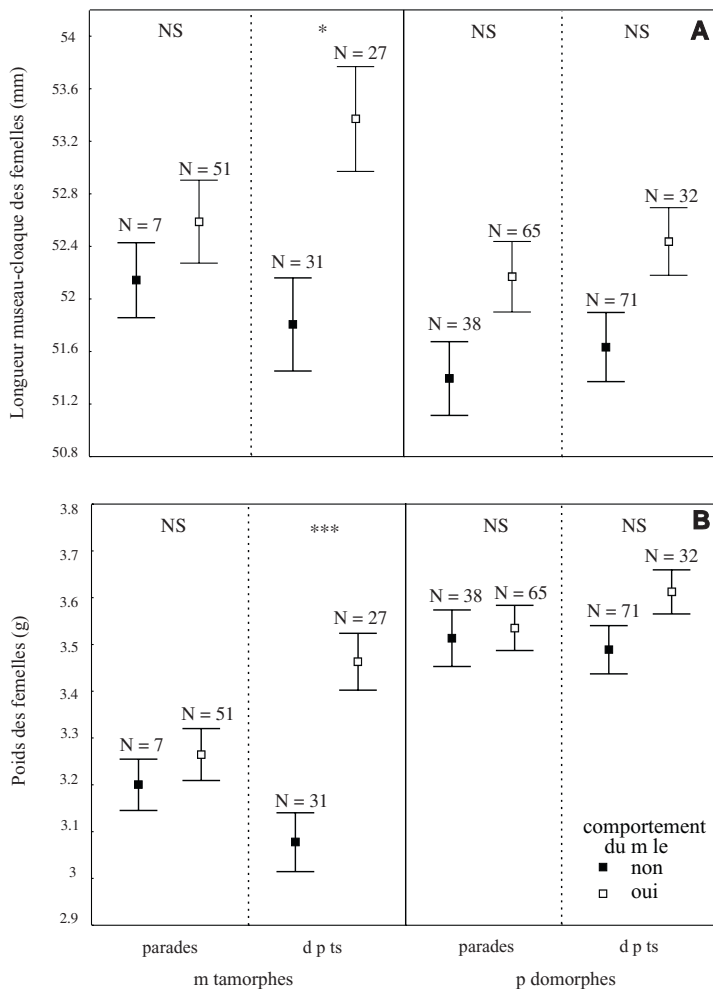 54
NS
*
NS
NS
A
N = 27
53.6
53.2
N = 51
52.8
N = 7
N = 65
N = 32
52.4
N = 31
52
N = 71
N = 38
51.6
51.2
50.8
Longueur museau-cloaque des femelles (mm)
3.8
NS
***
NS
NS
B
3.7
N = 32
N = 38
N = 65
3.6
N = 27
N = 71
3.5
3.4
N = 51
3.3
N = 7
3.2
N = 31
3.1
3
2.9
Poids des femelles (g)
comportement
du m le
non
oui
parades
d p ts
parades
d p ts
m tamorphes
p domorphes